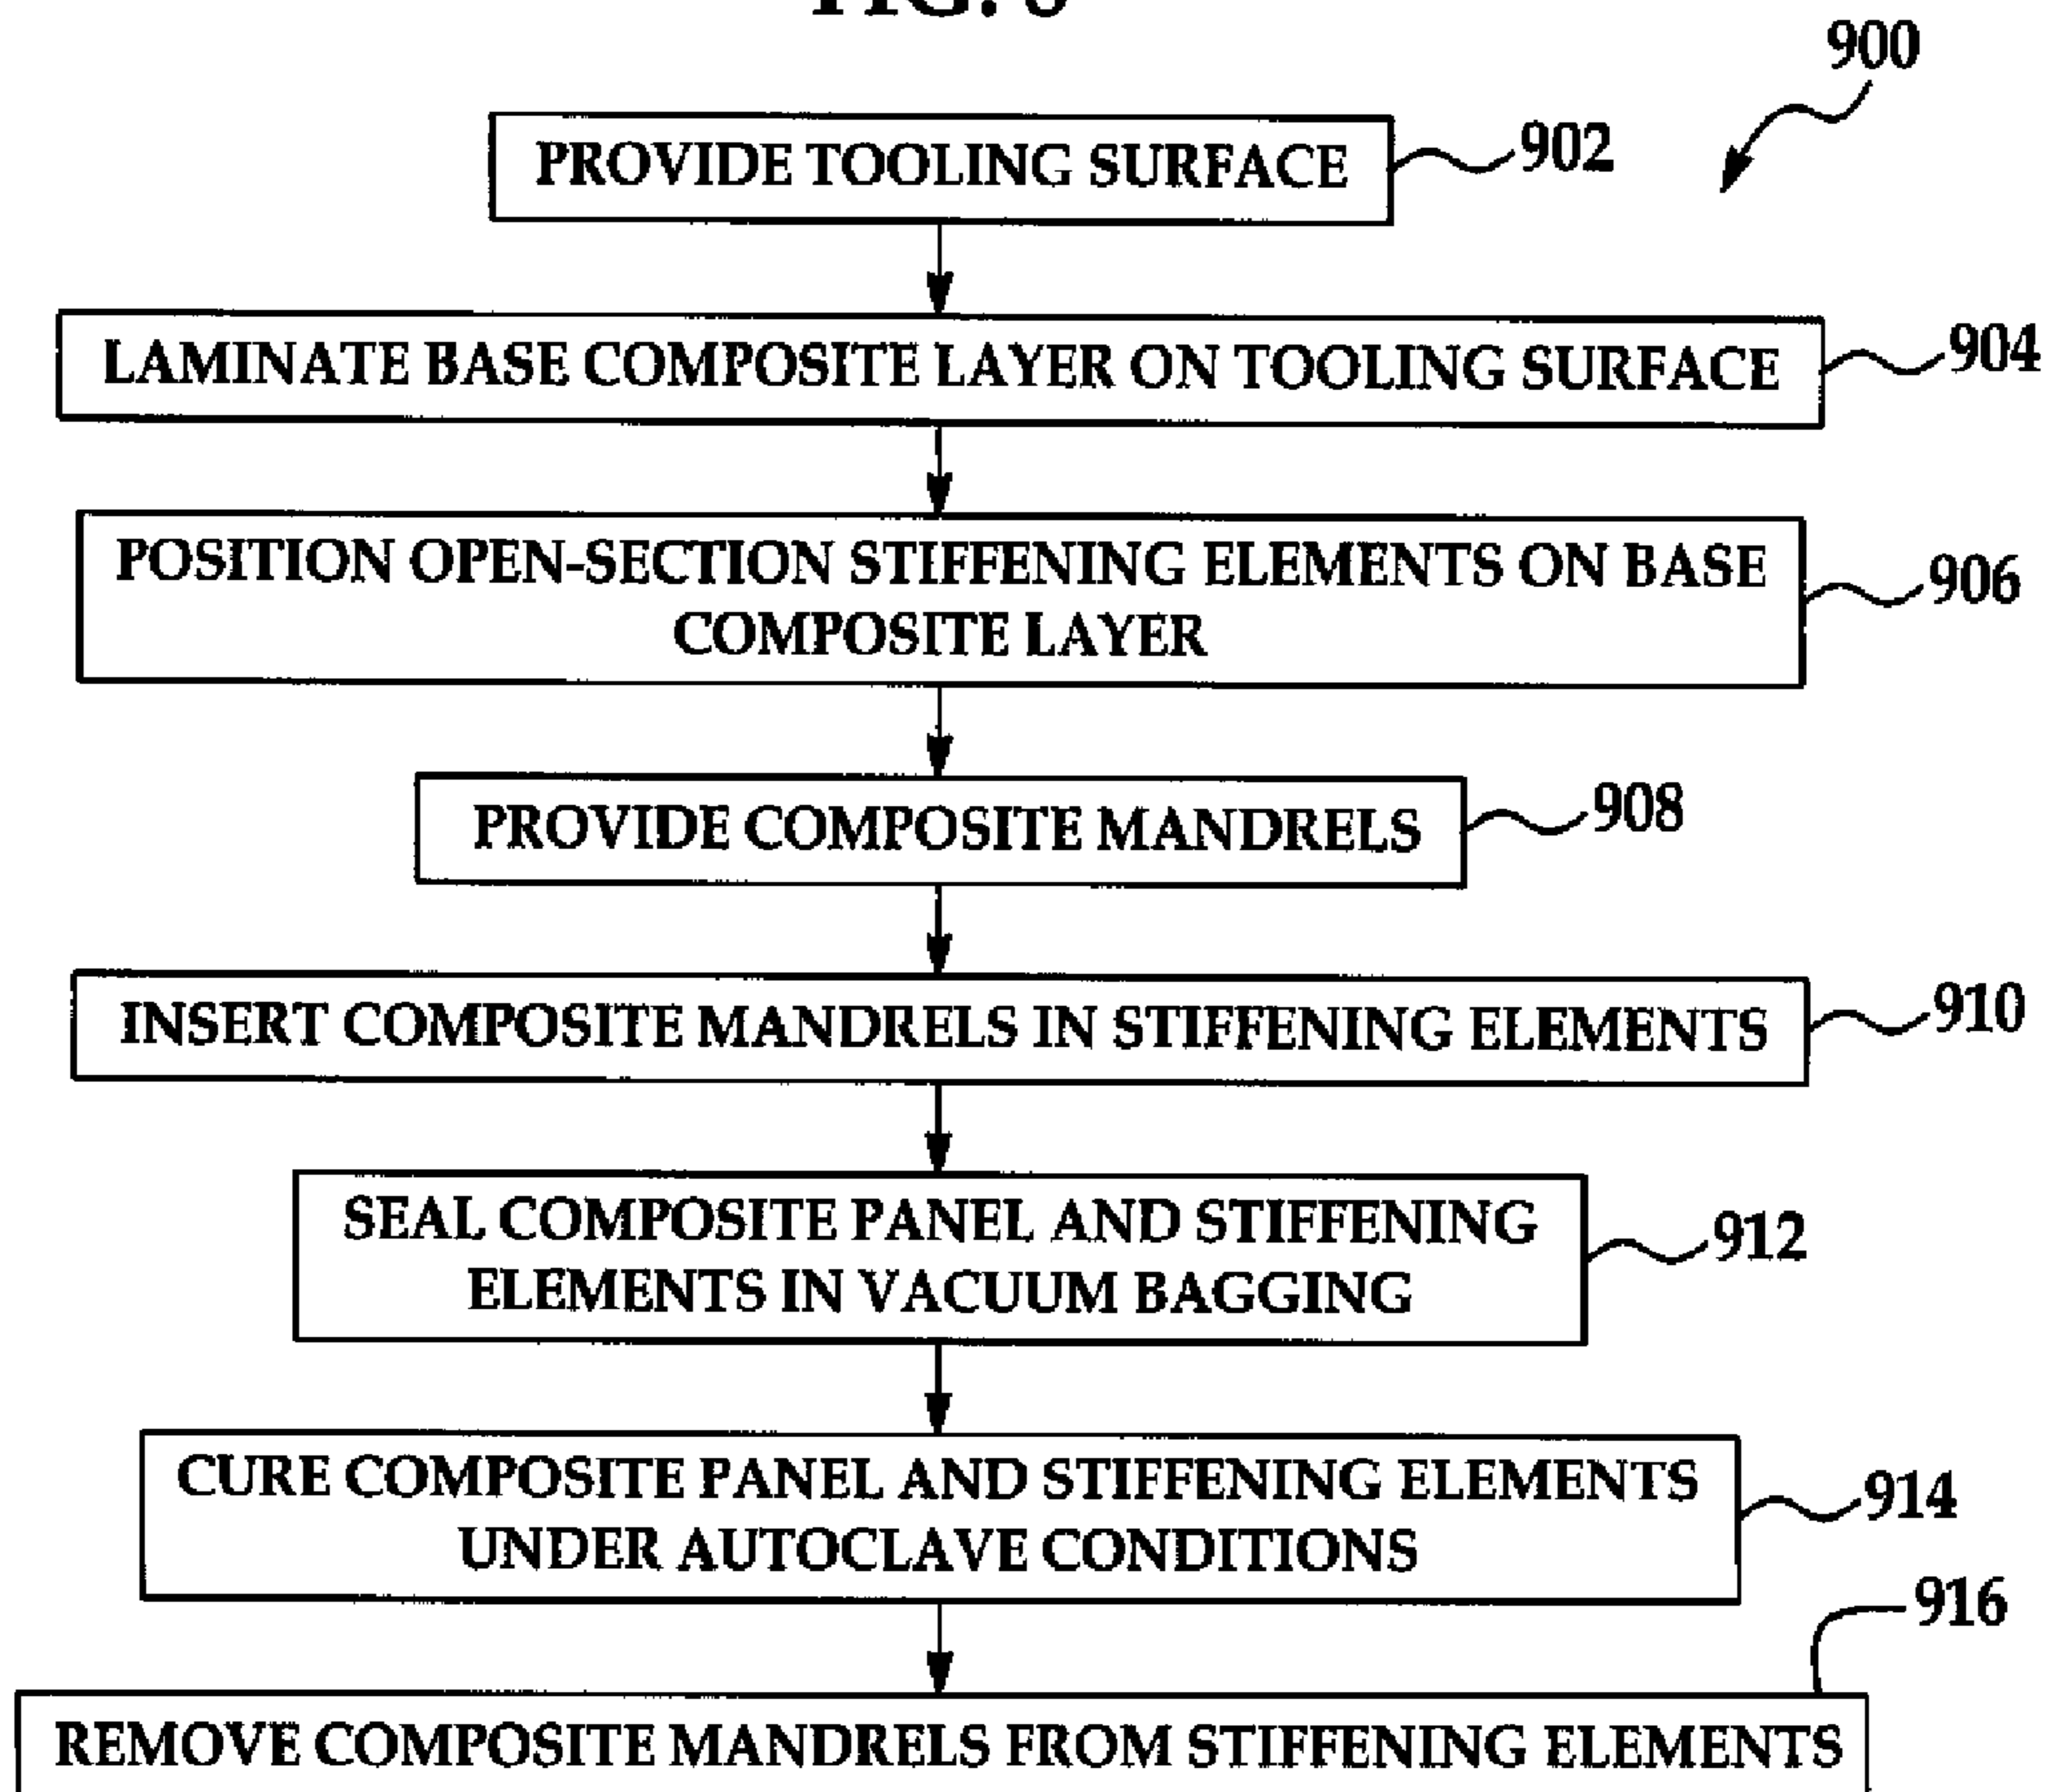 900
PROVIDE TOOLING SURFACE
902
LAMINATE BASE COMPOSITE LAYER ON TOOLING SURFACE
904
POSITION OPEN-SECTION STIFFENING ELEMENTS ON BASE
COMPOSITE LAYER
906
PROVIDE COMPOSITE MANDRELS
908
INSERT COMPOSITE MANDRELS IN STIFFENING ELEMENTS
910
SEAL COMPOSITE PANEL AND STIFFENING
ELEMENTS IN VACUUM BAGGING
912
CURE COMPOSITE PANEL AND STIFFENING ELEMENTS
UNDER AUTOCLAVE CONDITIONS
914
916
REMOVE COMPOSITE MANDRELS FROM STIFFENING ELEMENTS